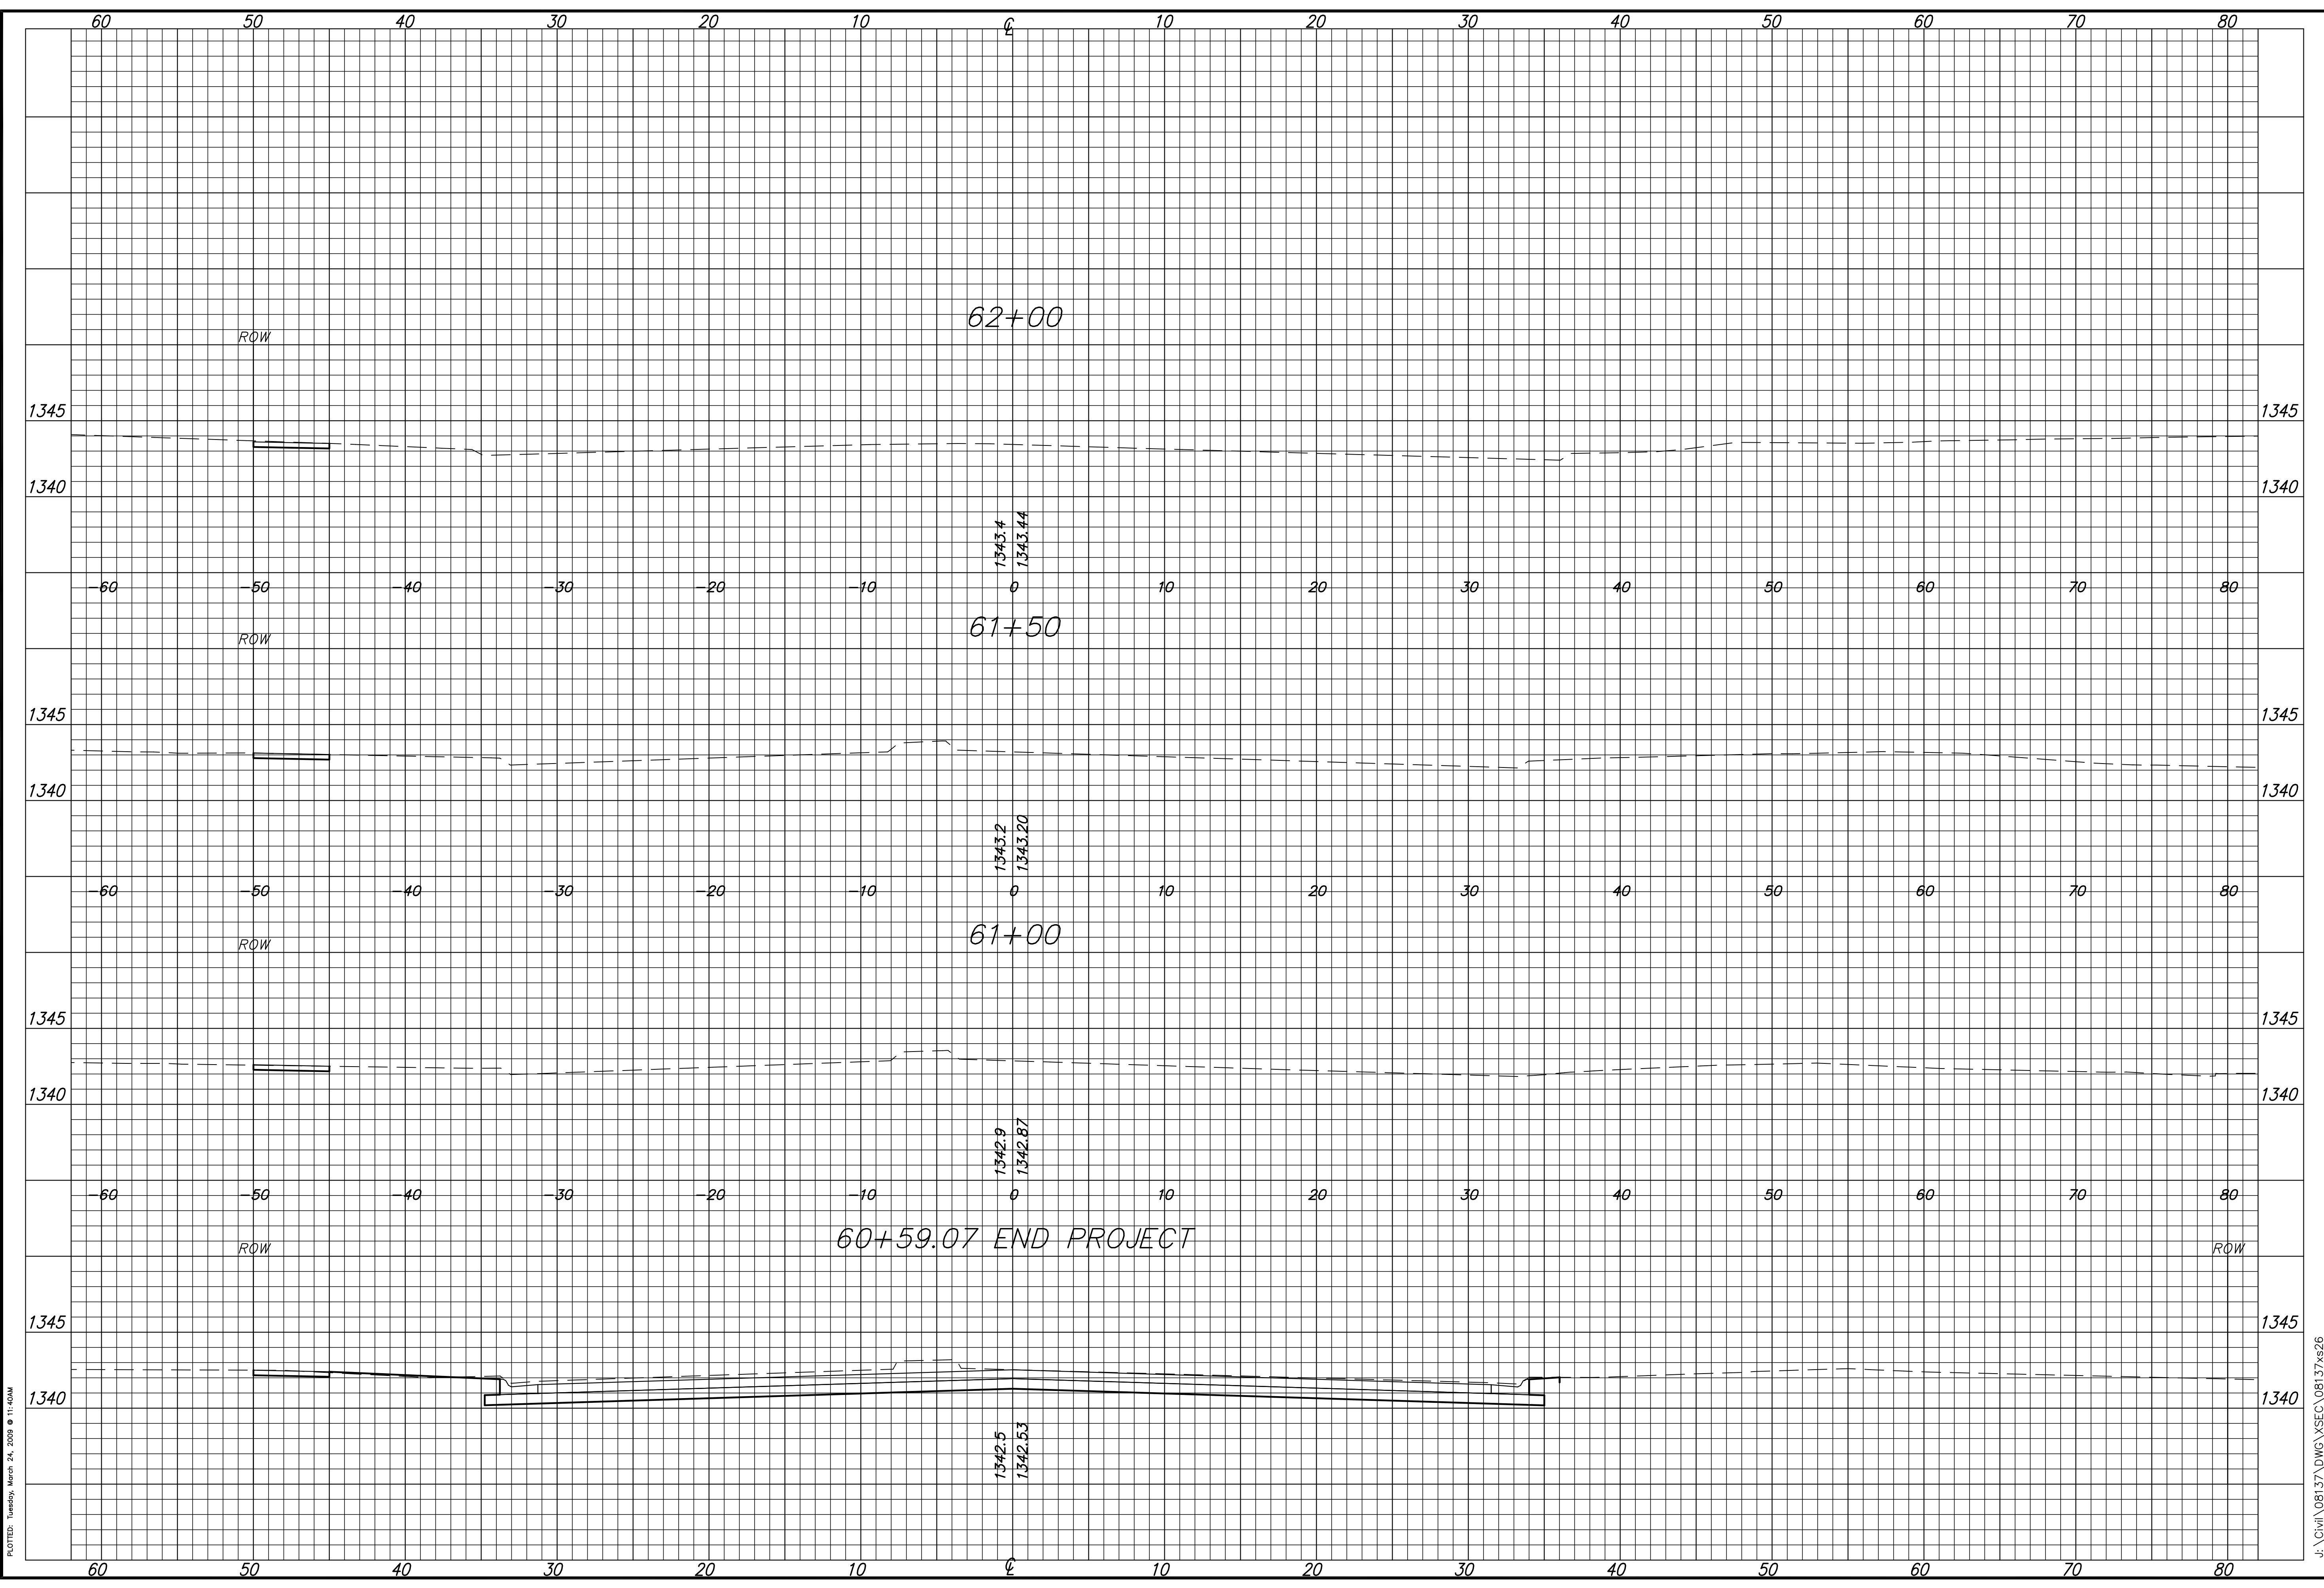 60 50 40 30 20 10 ℄ 10 20 30 40 50 60 70 80
62+00
ROW
1345 1345
1340 1340
1343.4
1343.44
-60 -50 -40 -30 -20 -10 0 10 20 30 40 50 60 70 80
61+50
ROW
1345 1345
1340 1340
1343.2
1343.20
-60 -50 -40 -30 -20 -10 0 10 20 30 40 50 60 70 80
61+00
ROW
1345 1345
1340 1340
1342.9
1342.87
-60 -50 -40 -30 -20 -10 0 10 20 30 40 50 60 70 80
60+59.07 END PROJECT
ROW ROW
1345 1345
1340 1340
1342.5
1342.53
60 50 40 30 20 10 ℄ 10 20 30 40 50 60 70 80
PLOTTED: Tuesday, March 24, 2009 @ 11:40AM
J:\Civil\08137\DWG\XSEC\08137xs26